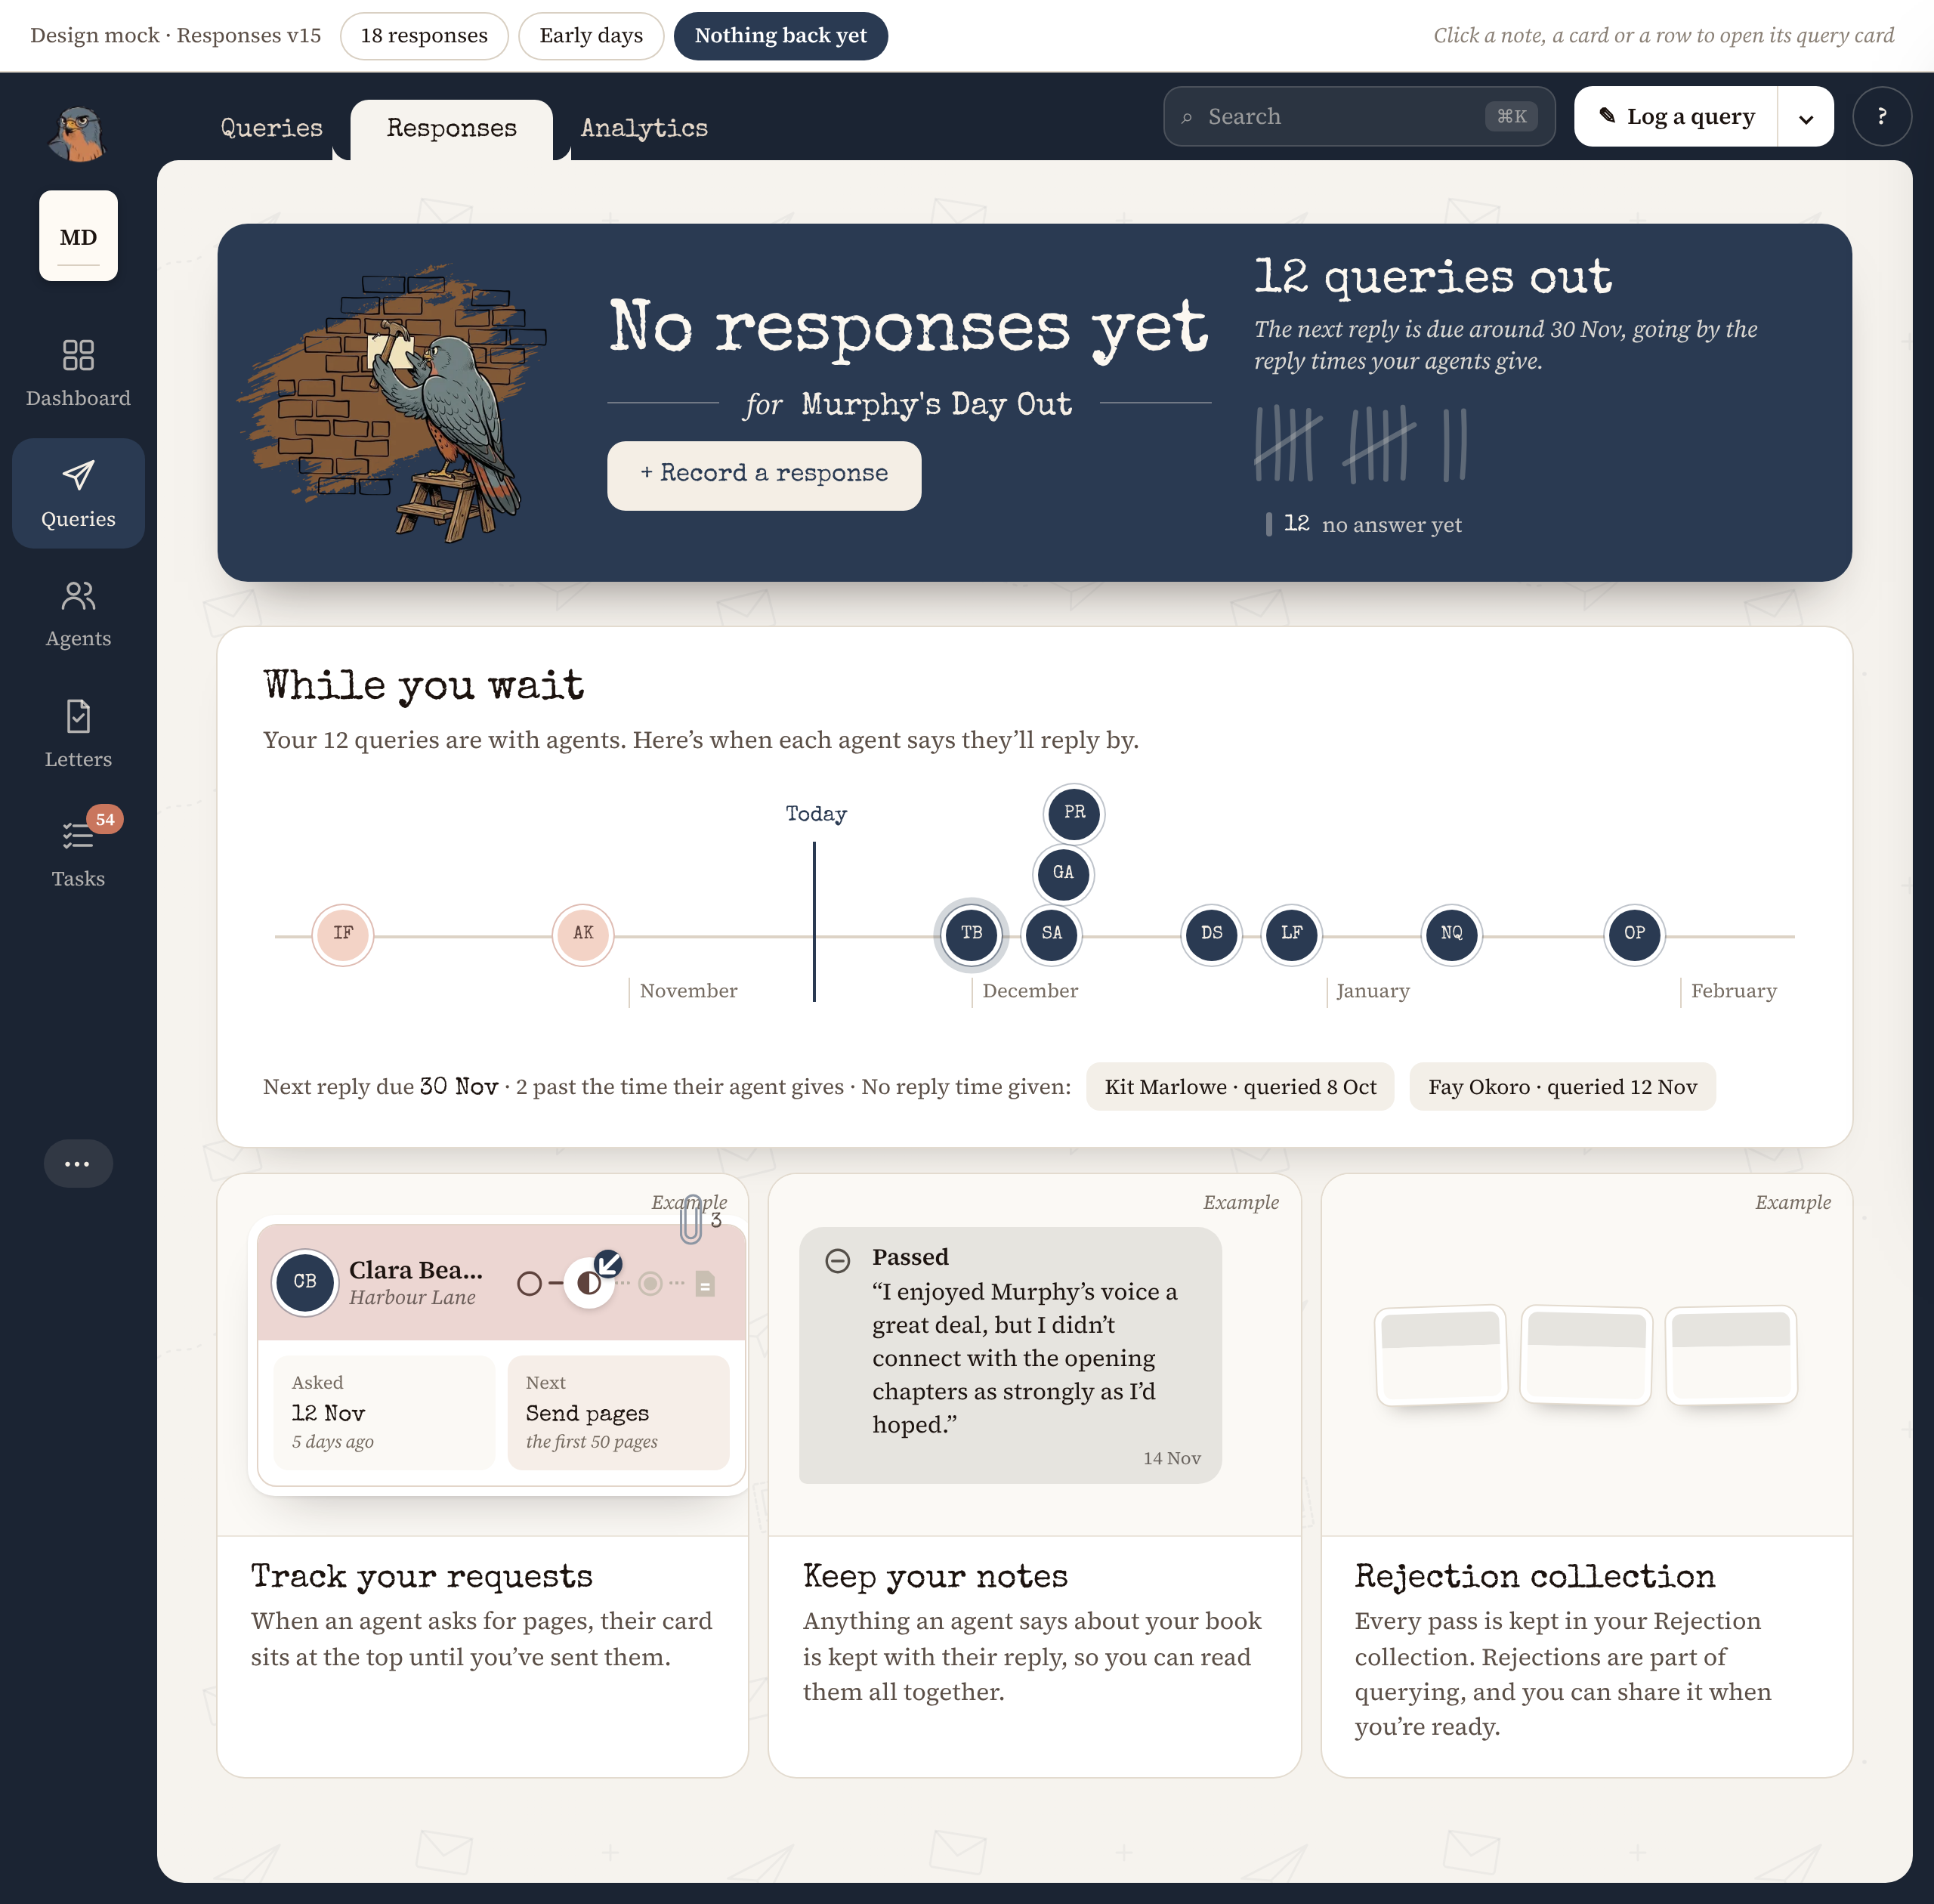 Design mock · Responses v15
18 responses
Early days
Nothing back yet
Click a note, a card or a row to open its query card
Queries
Responses
Analytics
Search
⌘K
Log a query
?
MD
Dashboard
Queries
Agents
Letters
54
Tasks
No responses yet
for Murphy's Day Out
+ Record a response
12 queries out
The next reply is due around 30 Nov, going by the
reply times your agents give.
12 no answer yet
While you wait
Your 12 queries are with agents. Here’s when each agent says they’ll reply by.
Today
PR
GA
IF
AK
TB
SA
DS
LF
NQ
OP
November
December
January
February
Next reply due 30 Nov · 2 past the time their agent gives · No reply time given:
Kit Marlowe · queried 8 Oct
Fay Okoro · queried 12 Nov
Example
3
CB
Clara Bea...
Harbour Lane
Asked
12 Nov
5 days ago
Next
Send pages
the first 50 pages
Track your requests
When an agent asks for pages, their card
sits at the top until you’ve sent them.
Example
Passed
“I enjoyed Murphy’s voice a
great deal, but I didn’t
connect with the opening
chapters as strongly as I’d
hoped.”
14 Nov
Keep your notes
Anything an agent says about your book
is kept with their reply, so you can read
them all together.
Example
Rejection collection
Every pass is kept in your Rejection
collection. Rejections are part of
querying, and you can share it when
you’re ready.